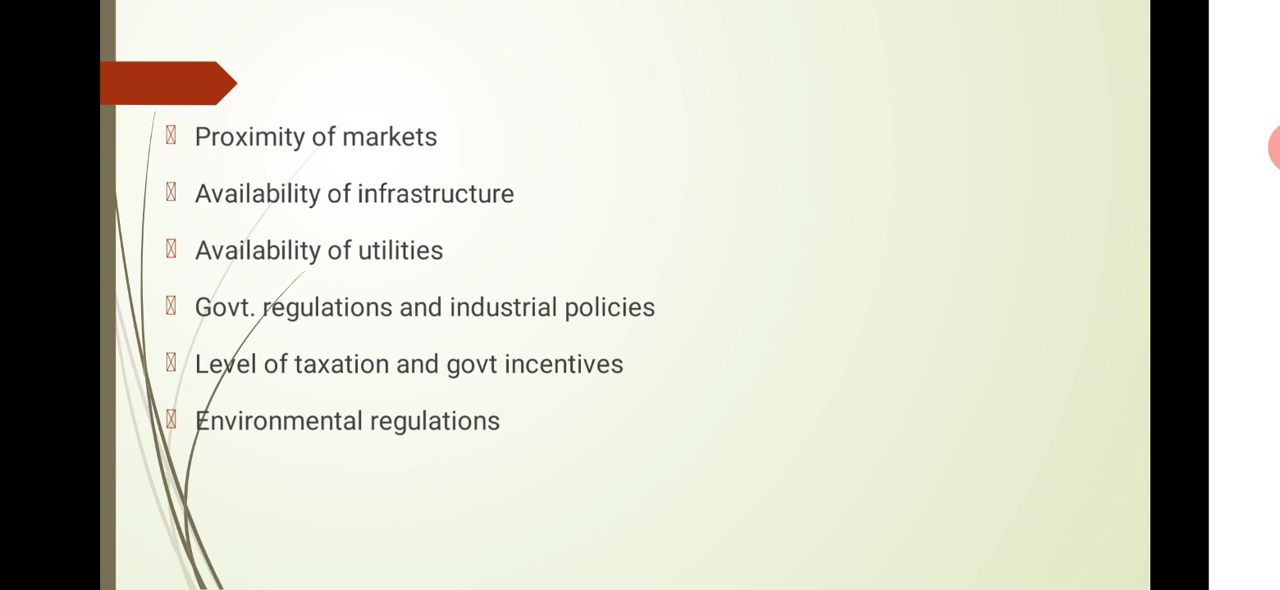 Proximity of markets
Availability of infrastructure
Availability of utilities
Govt. regulations and industrial policies
Level of taxation and govt incentives
Environmental regulations